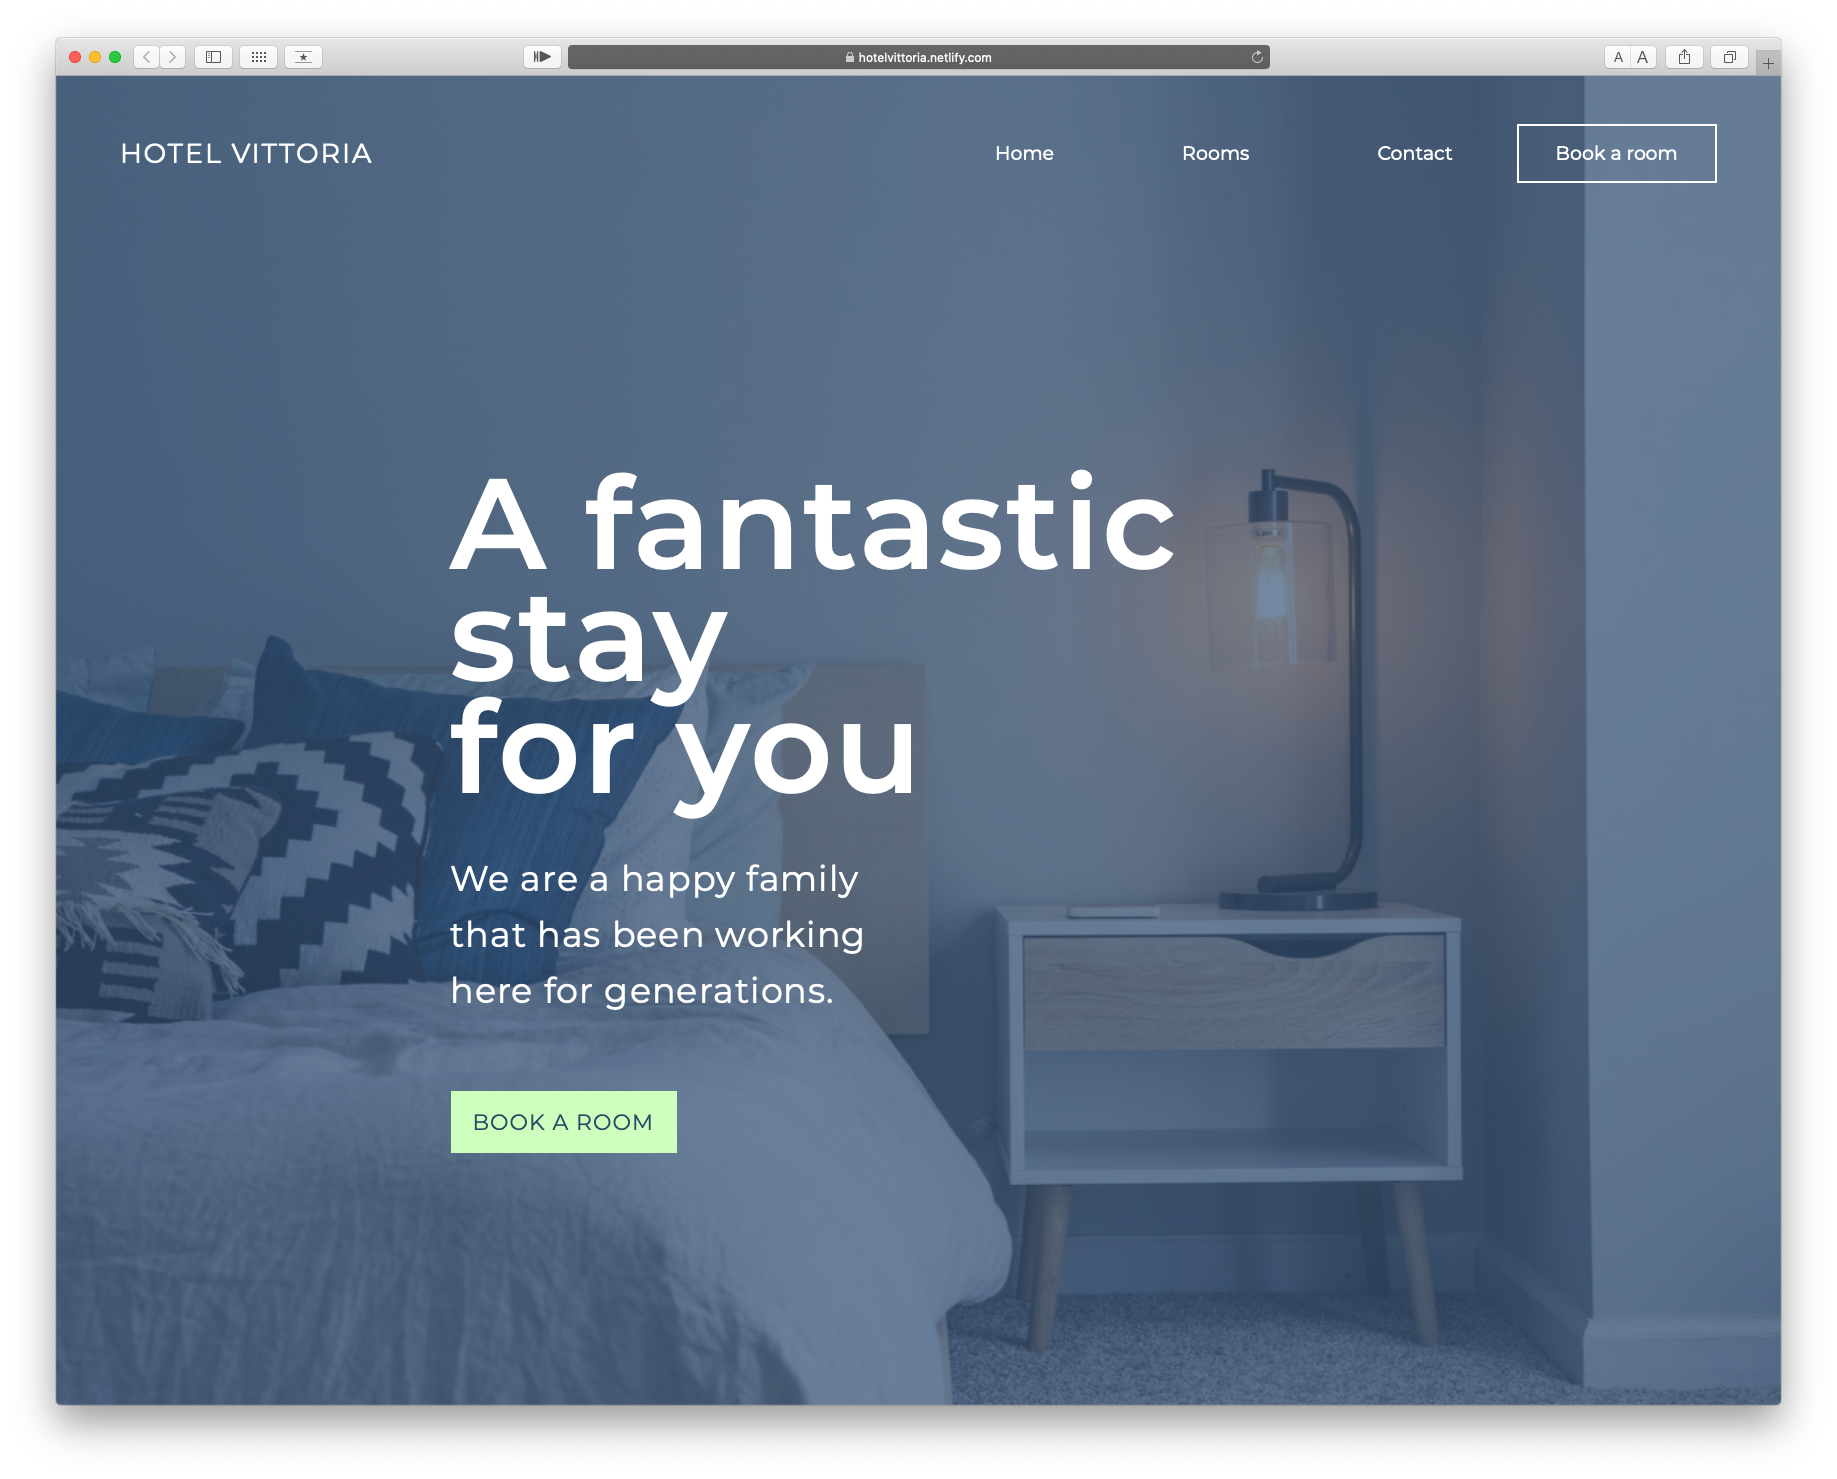 hotelvittoria.netlify.com
A A
HOTEL VITTORIA
Home Rooms Contact Book a room
A fantastic
stay
for you
We are a happy family
that has been working
here for generations.
BOOK A ROOM